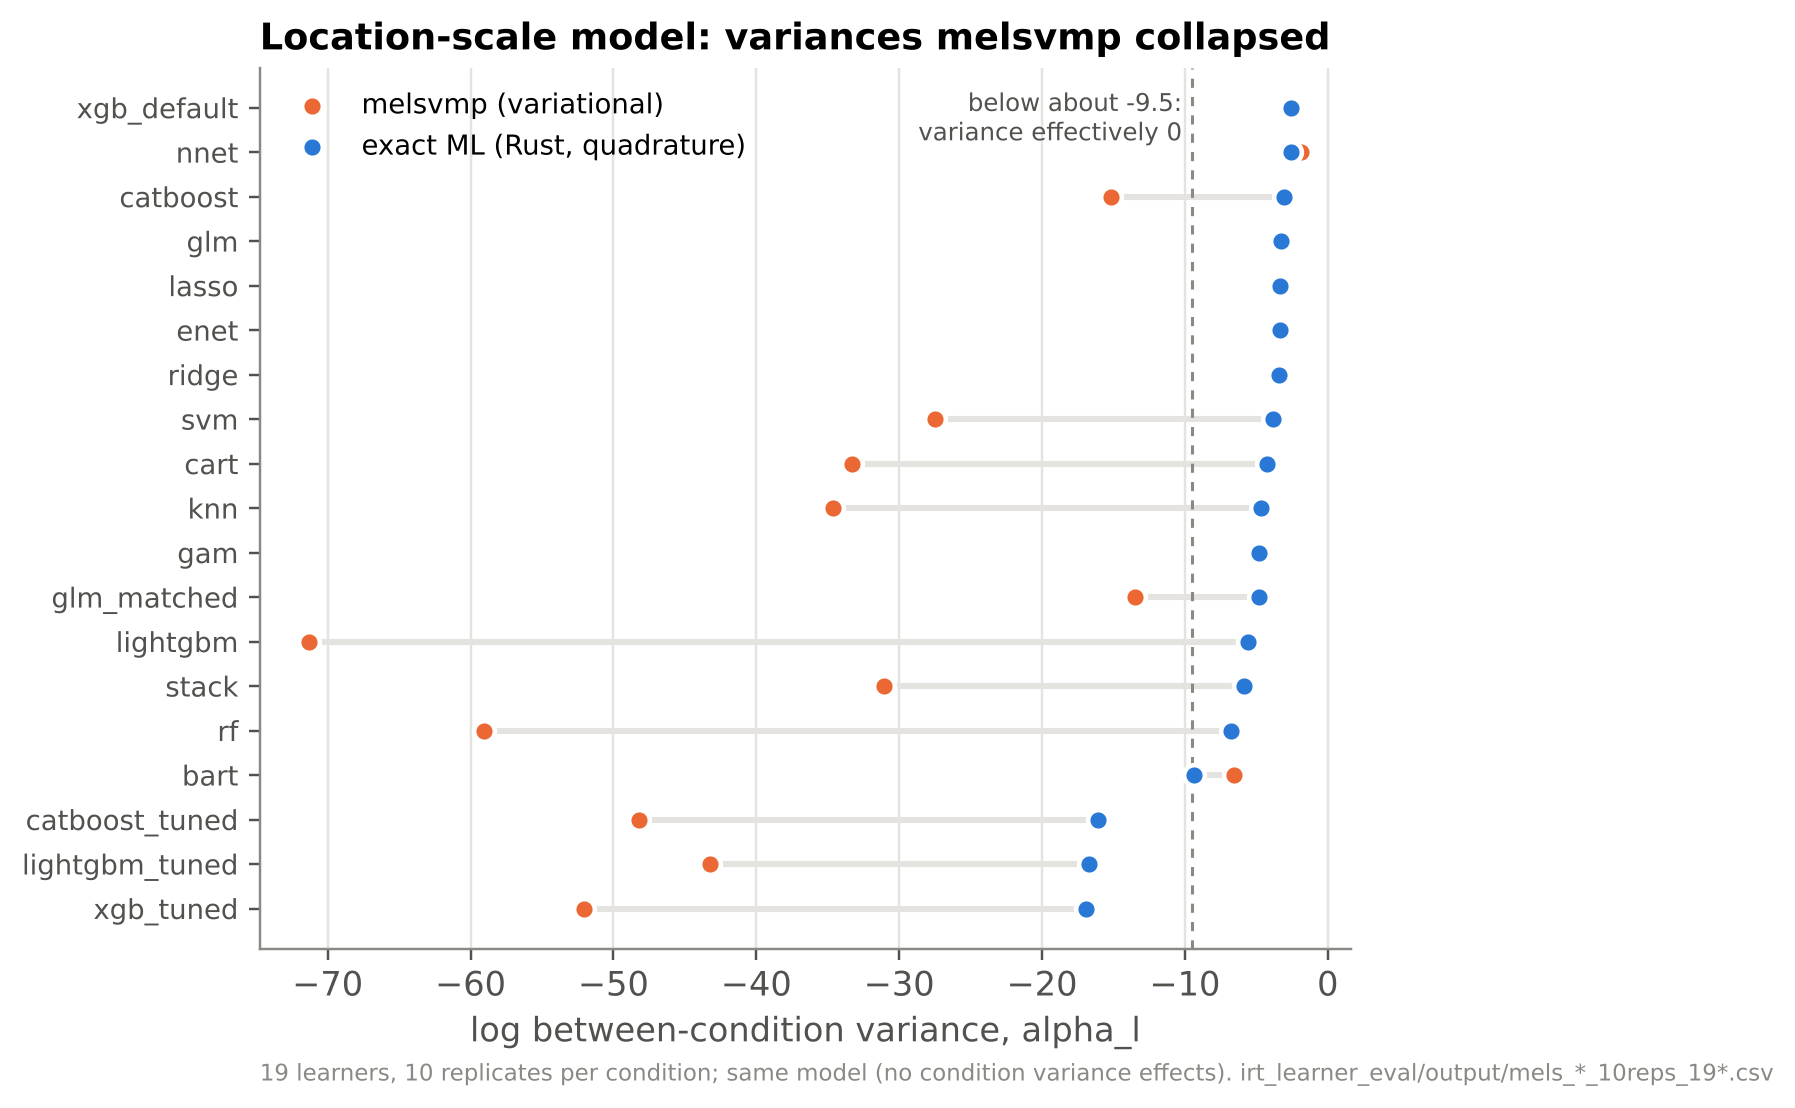 Location-scale model: variances melsvmp collapsed
melsvmp (variational)
exact ML (Rust, quadrature)
below about -9.5:
variance effectively 0
xgb_default
nnet
catboost
glm
lasso
enet
ridge
svm
cart
knn
gam
glm_matched
lightgbm
stack
rf
bart
catboost_tuned
lightgbm_tuned
xgb_tuned
−70 −60 −50 −40 −30 −20 −10 0
log between-condition variance, alpha_l
19 learners, 10 replicates per condition; same model (no condition variance effects). irt_learner_eval/output/mels_*_10reps_19*.csv